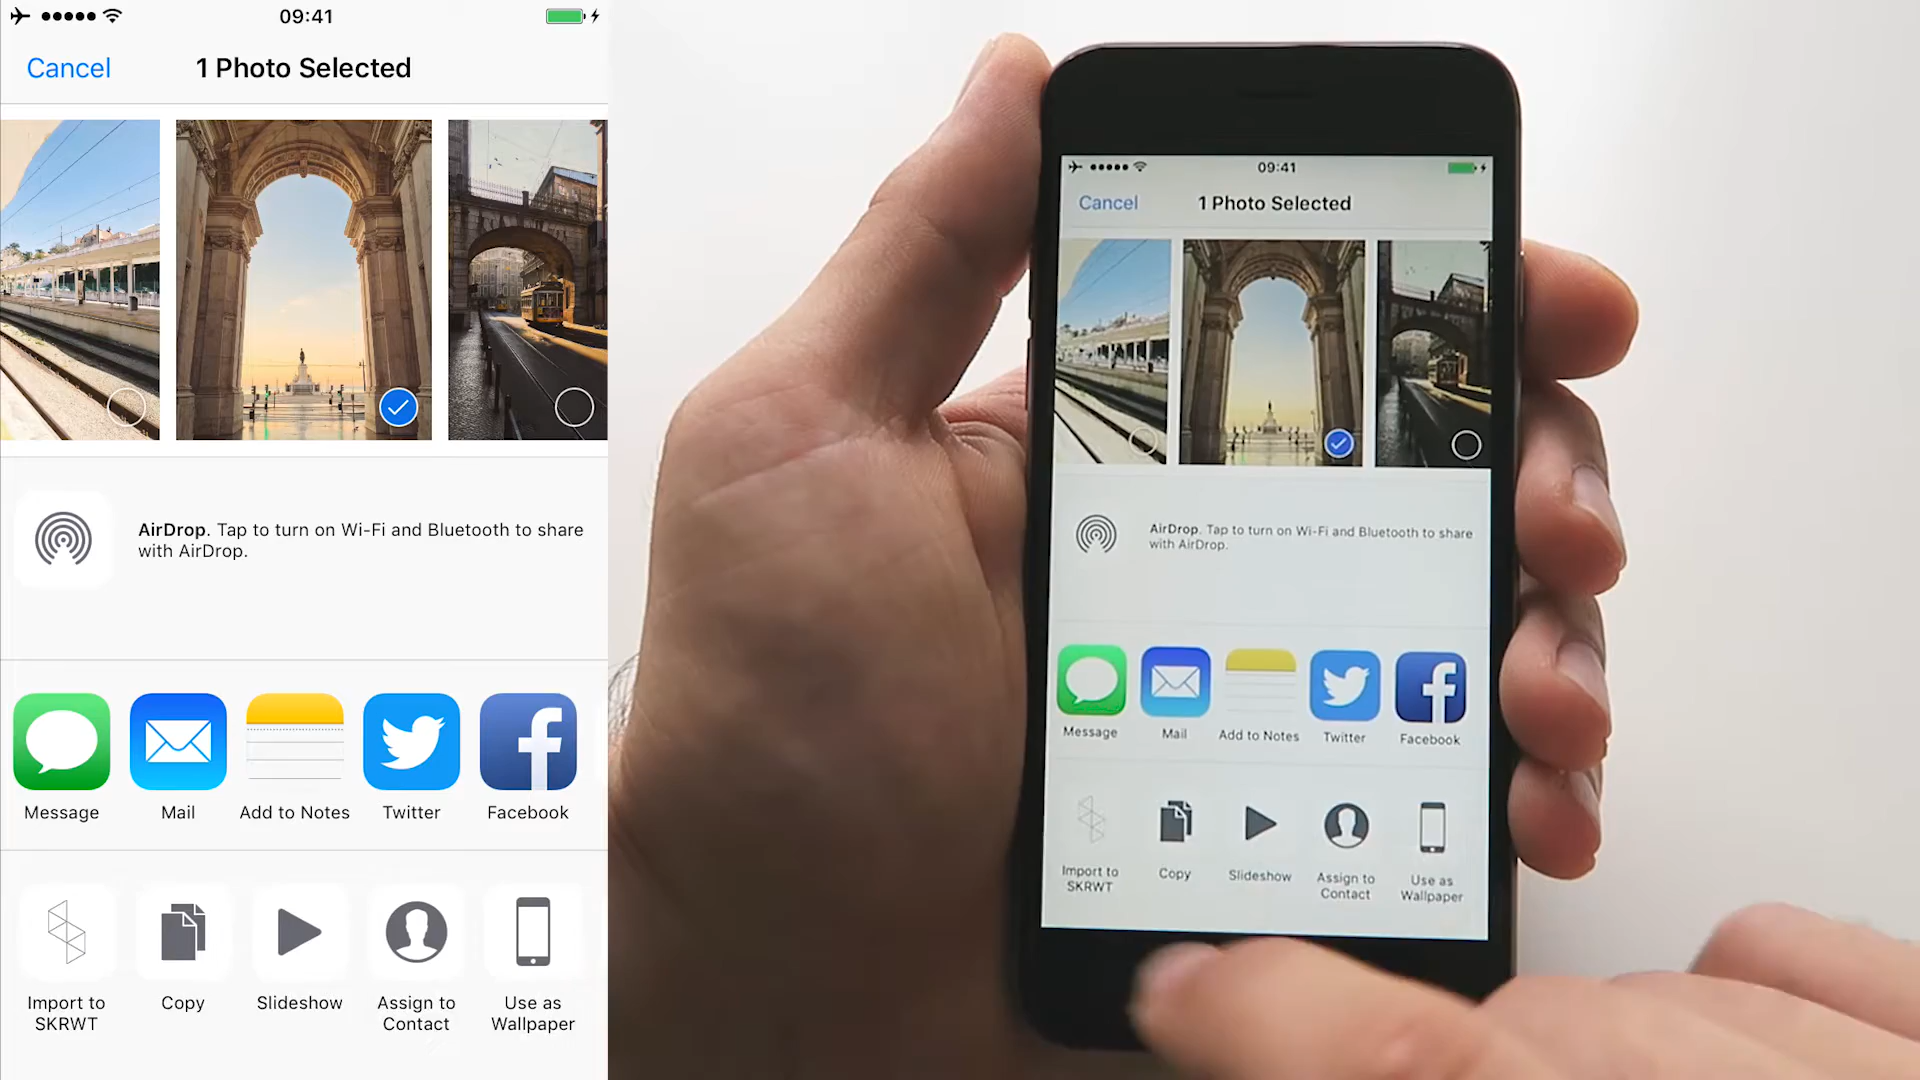 09:41
Cancel
1 Photo Selected
AirDrop. Tap to turn on Wi-Fi and Bluetooth to share
with AirDrop.
Message
Mail
Add to Notes
Twitter
Facebook
Import to
SKRWT
Copy
Slideshow
Assign to
Contact
Use as
Wallpaper
09:41
Cancel
1 Photo Selected
AirDrop. Tap to turn on Wi-Fi and Bluetooth to share
with AirDrop.
Message
Mail
Add to Notes
Twitter
Facebook
Import to
SKRWT
Copy
Slideshow
Assign to
Contact
Use as
Wallpaper